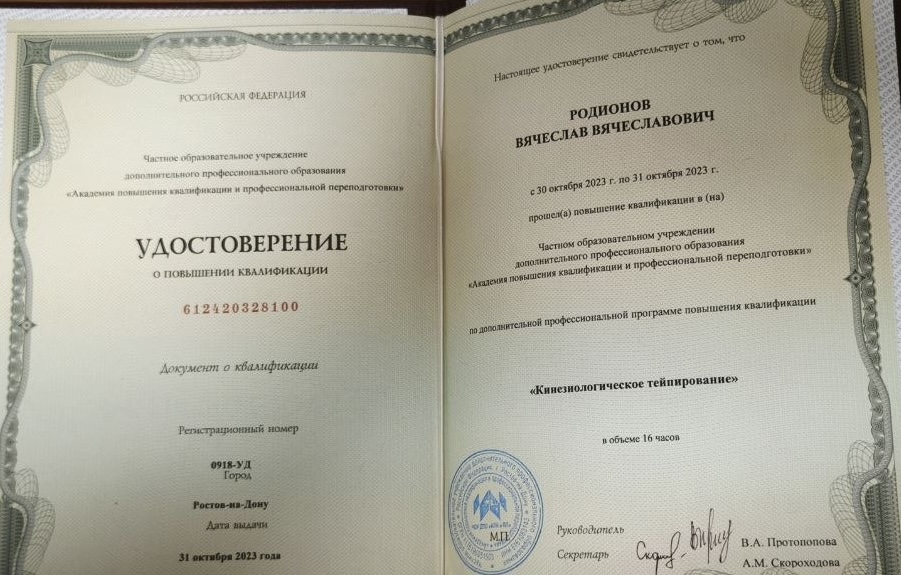 РОССИЙСКАЯ ФЕДЕРАЦИЯ
Частное образовательное учреждение
дополнительного профессионального образования
«Академия повышения квалификации и профессиональной переподготовки»
УДОСТОВЕРЕНИЕ
О ПОВЫШЕНИИ КВАЛИФИКАЦИИ
612420328100
Документ о квалификации
Регистрационный номер
0918-УД
Город
Ростов-на-Дону
Дата выдачи
31 октября 2023 года
Настоящее удостоверение свидетельствует о том, что
РОДИОНОВ
ВЯЧЕСЛАВ ВЯЧЕСЛАВОВИЧ
с 30 октября 2023 г. по 31 октября 2023 г.
прошел(а) повышение квалификации в (на)
Частном образовательном учреждении
дополнительного профессионального образования
«Академия повышения квалификации и профессиональной переподготовки»
по дополнительной профессиональной программе повышения квалификации
«Кинезиологическое тейпирование»
в объеме 16 часов
М.П.
Руководитель
В.А. Протопопова
Секретарь
А.М. Скороходова